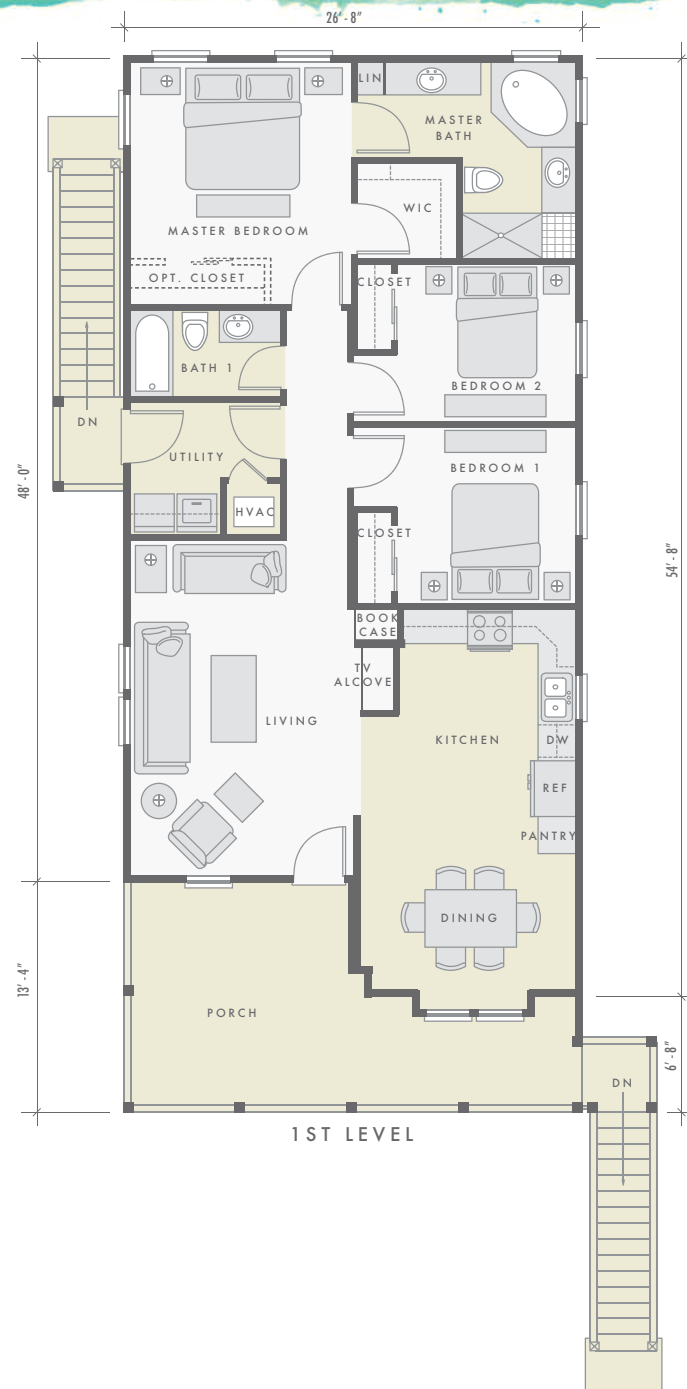 26' - 8"
LIN
MASTER
BATH
WIC
MASTER BEDROOM
OPT. CLOSET
CLOSET
BATH 1
BEDROOM 2
DN
UTILITY
BEDROOM 1
48' - 0"
HVAC
CLOSET
54' - 8"
BOOK
CASE
TV
ALCOVE
LIVING
KITCHEN
DW
REF
PANTRY
DINING
13' - 4"
PORCH
6' - 8"
DN
1ST LEVEL